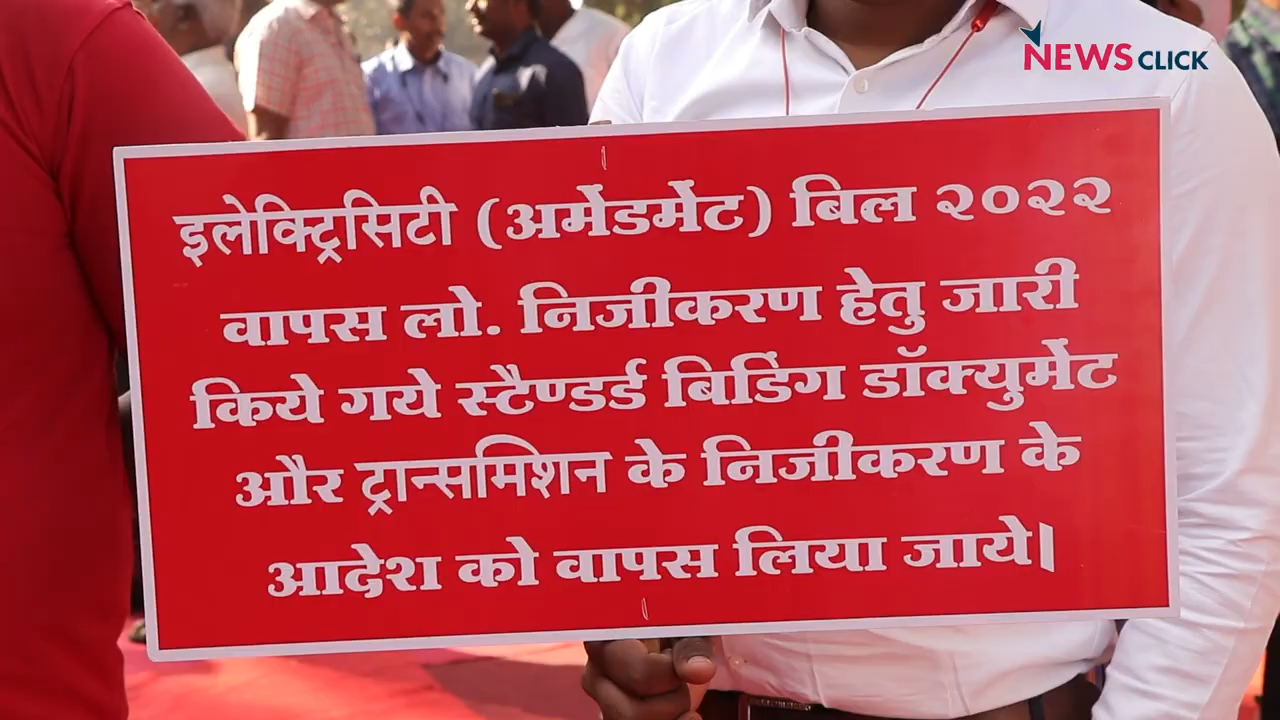 NEWS CLICK
इलेक्ट्रिसिटी (अमेंडमेंट) बिल २०२२
वापस लो. निजीकरण हेतु जारी
किये गये स्टैण्डर्ड बिडिंग डॉक्युमेंट
और ट्रान्समिशन के निजीकरण के
आदेश को वापस लिया जाये|